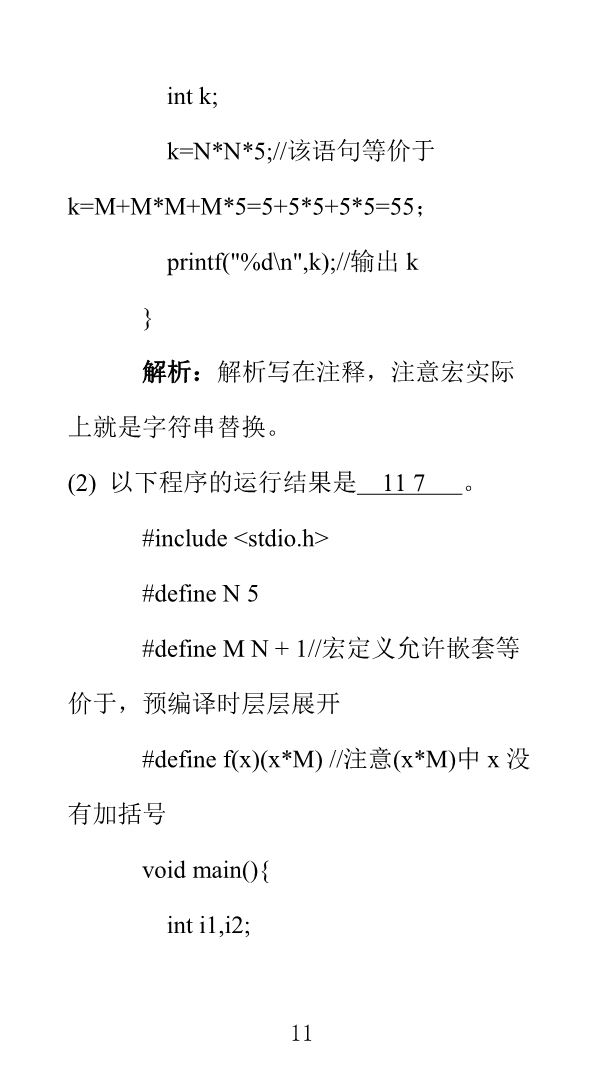 int k;
k=N*N*5;//该语句等价于
k=M+M*M+M*5=5+5*5+5*5=55；
printf("%d\n",k);//输出 k
}
解析：解析写在注释，注意宏实际
上就是字符串替换。
(2) 以下程序的运行结果是__11 7___。
#include <stdio.h>
#define N 5
#define M N + 1//宏定义允许嵌套等
价于，预编译时层层展开
#define f(x)(x*M) //注意(x*M)中 x 没
有加括号
void main(){
int i1,i2;
11